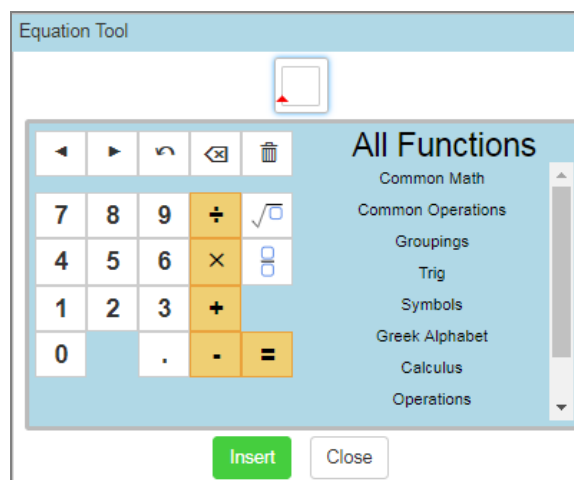 Equation Tool
All Functions
Common Math
7 8 9 ÷ √
Common Operations
Groupings
4 5 6 ×
Trig
1 2 3 +
Symbols
Greek Alphabet
0 . - =
Calculus
Operations
Insert Close